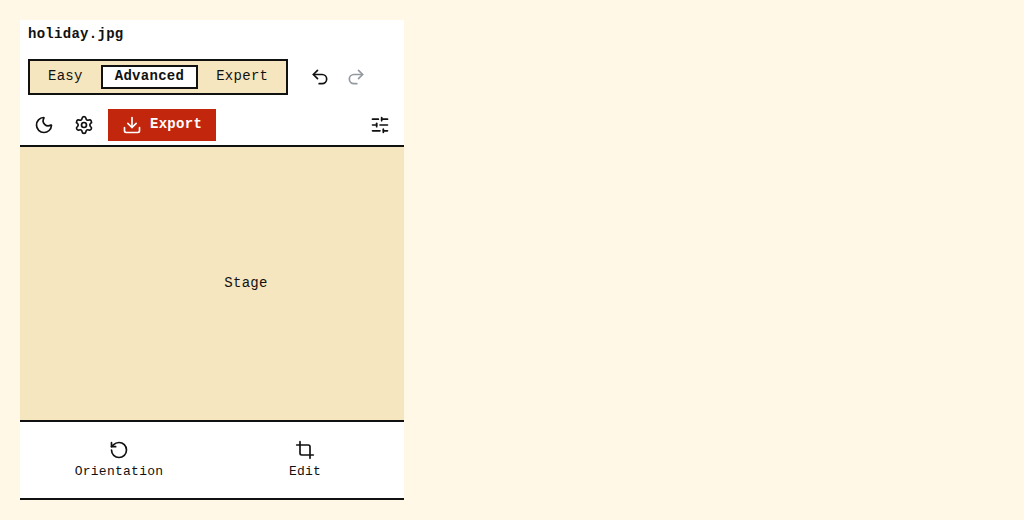 holiday.jpg
Easy Advanced Expert
Export
Stage
Orientation Edit